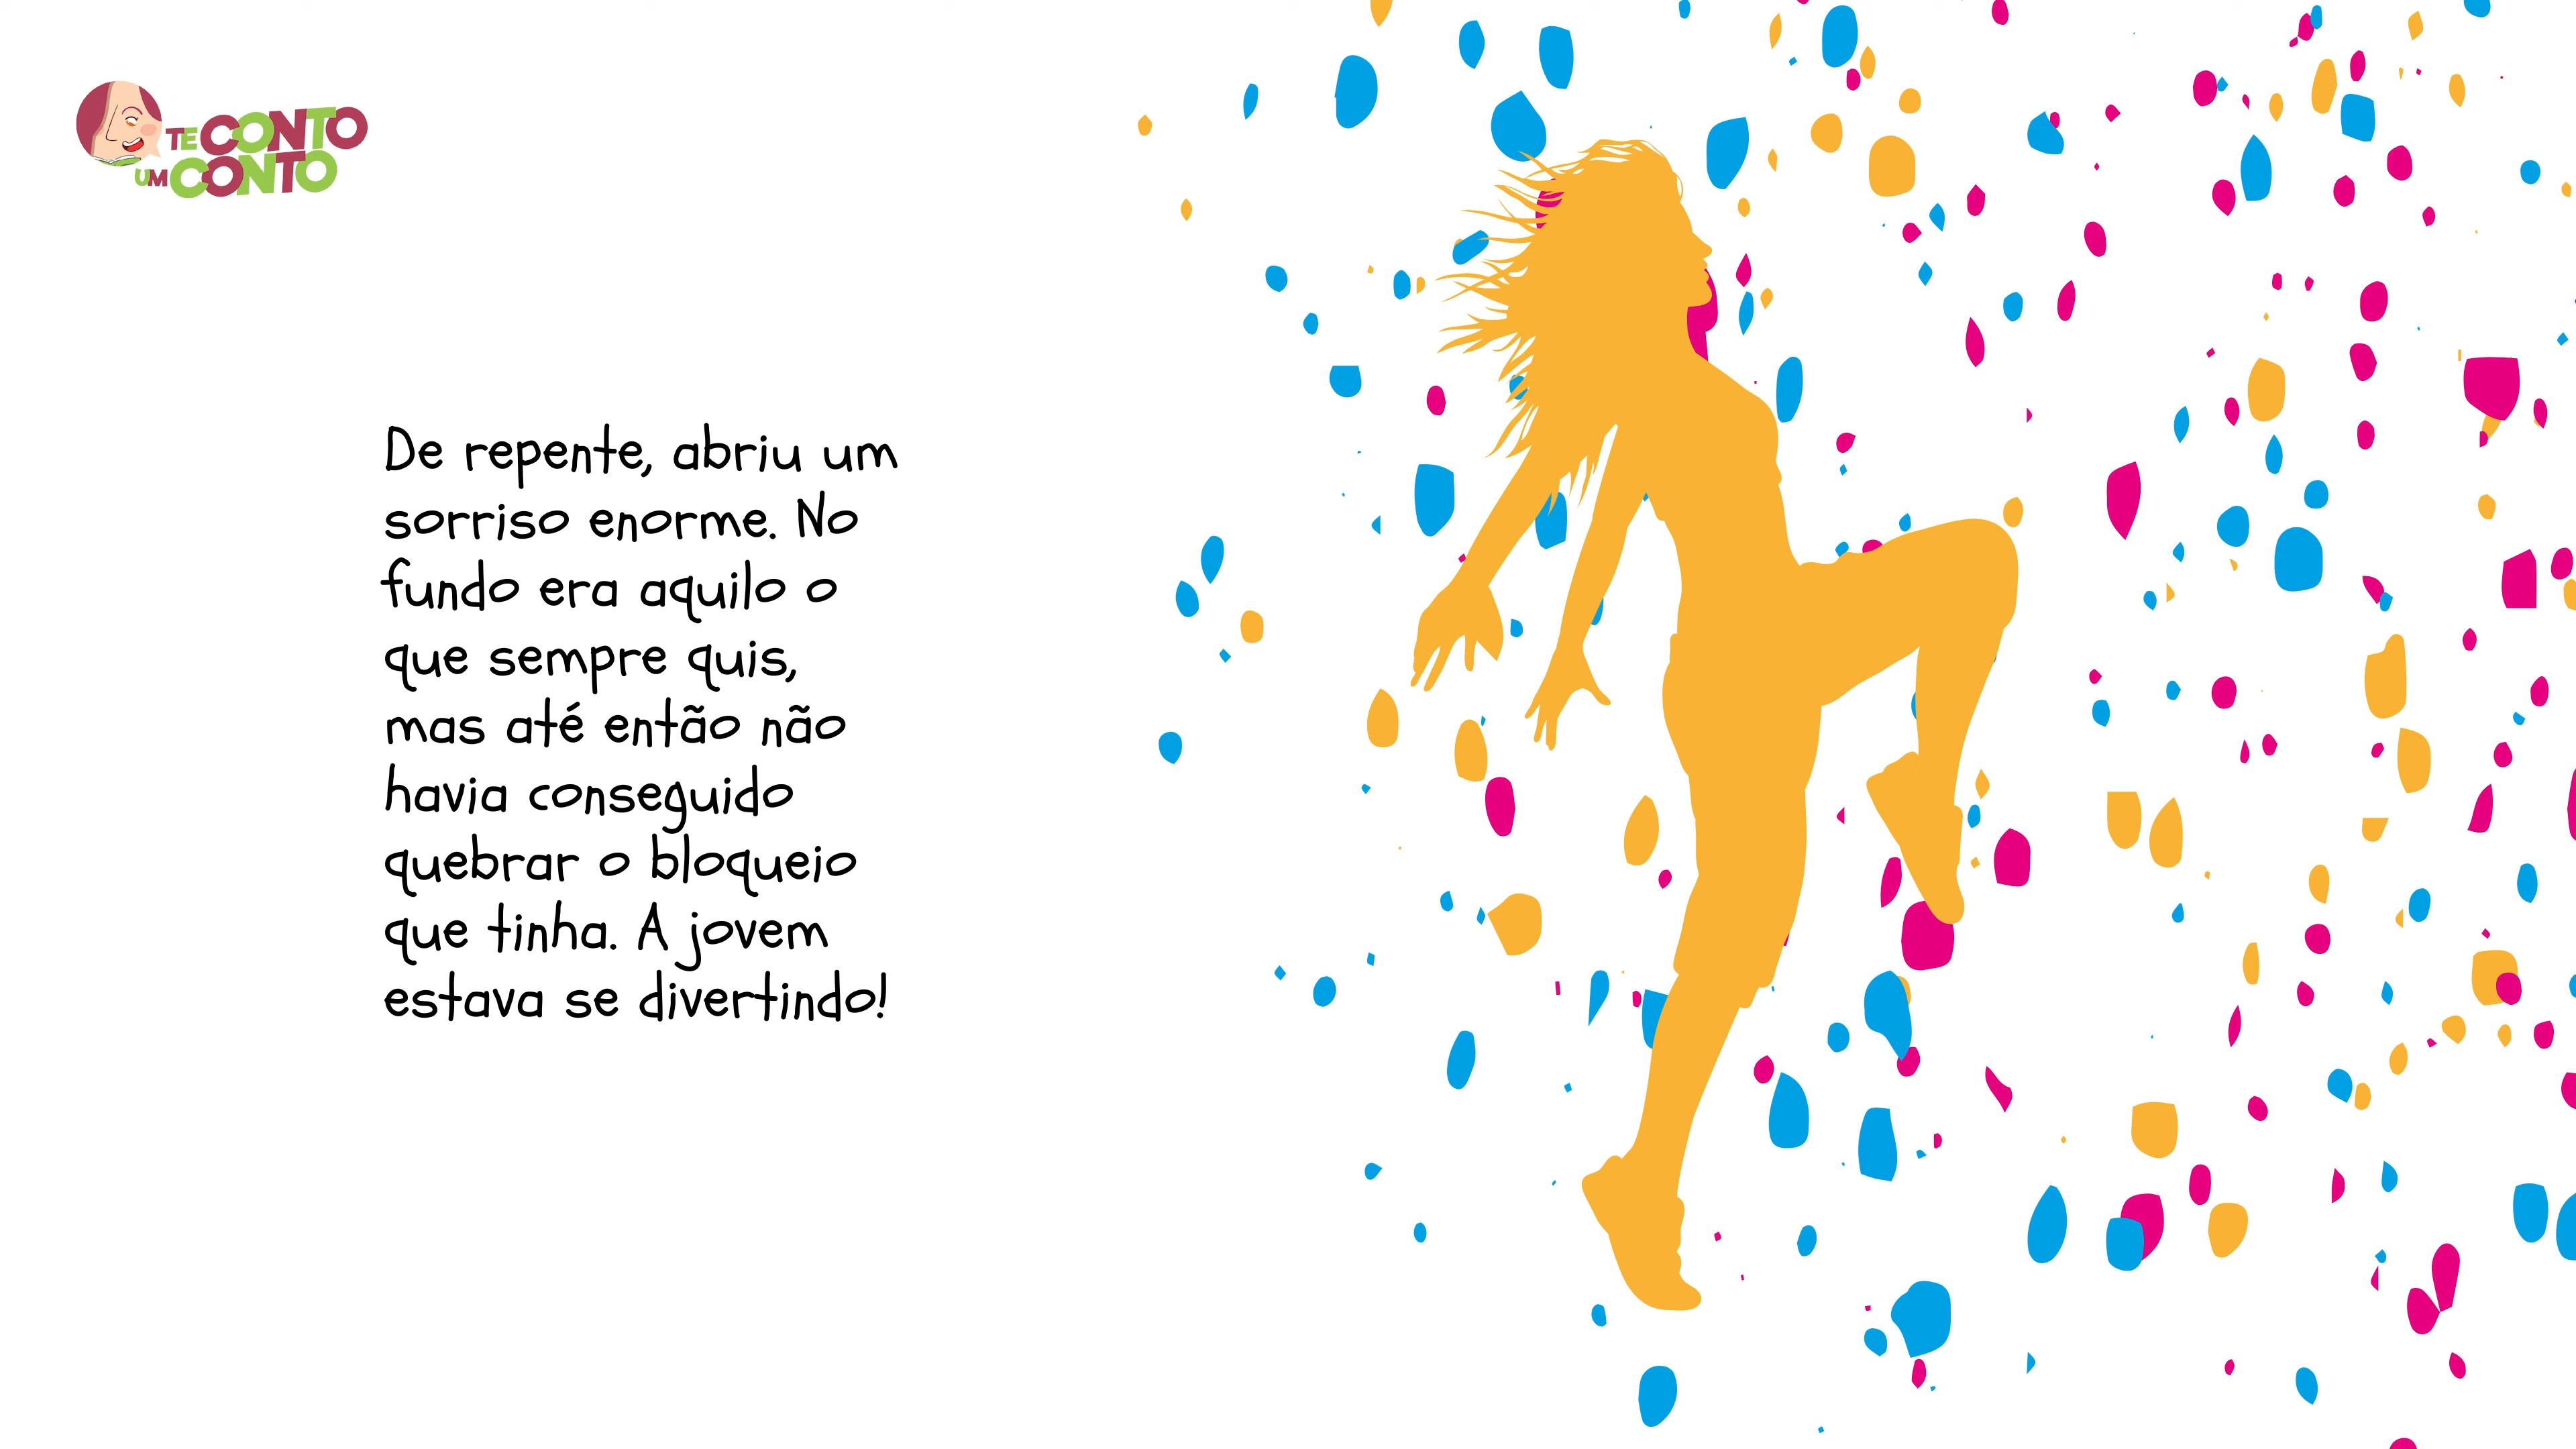 TE CONTO
UM CONTO
De repente, abriu um
sorriso enorme. No
fundo era aquilo o
que sempre quis,
mas até então não
havia conseguido
quebrar o bloqueio
que tinha. A jovem
estava se divertindo!